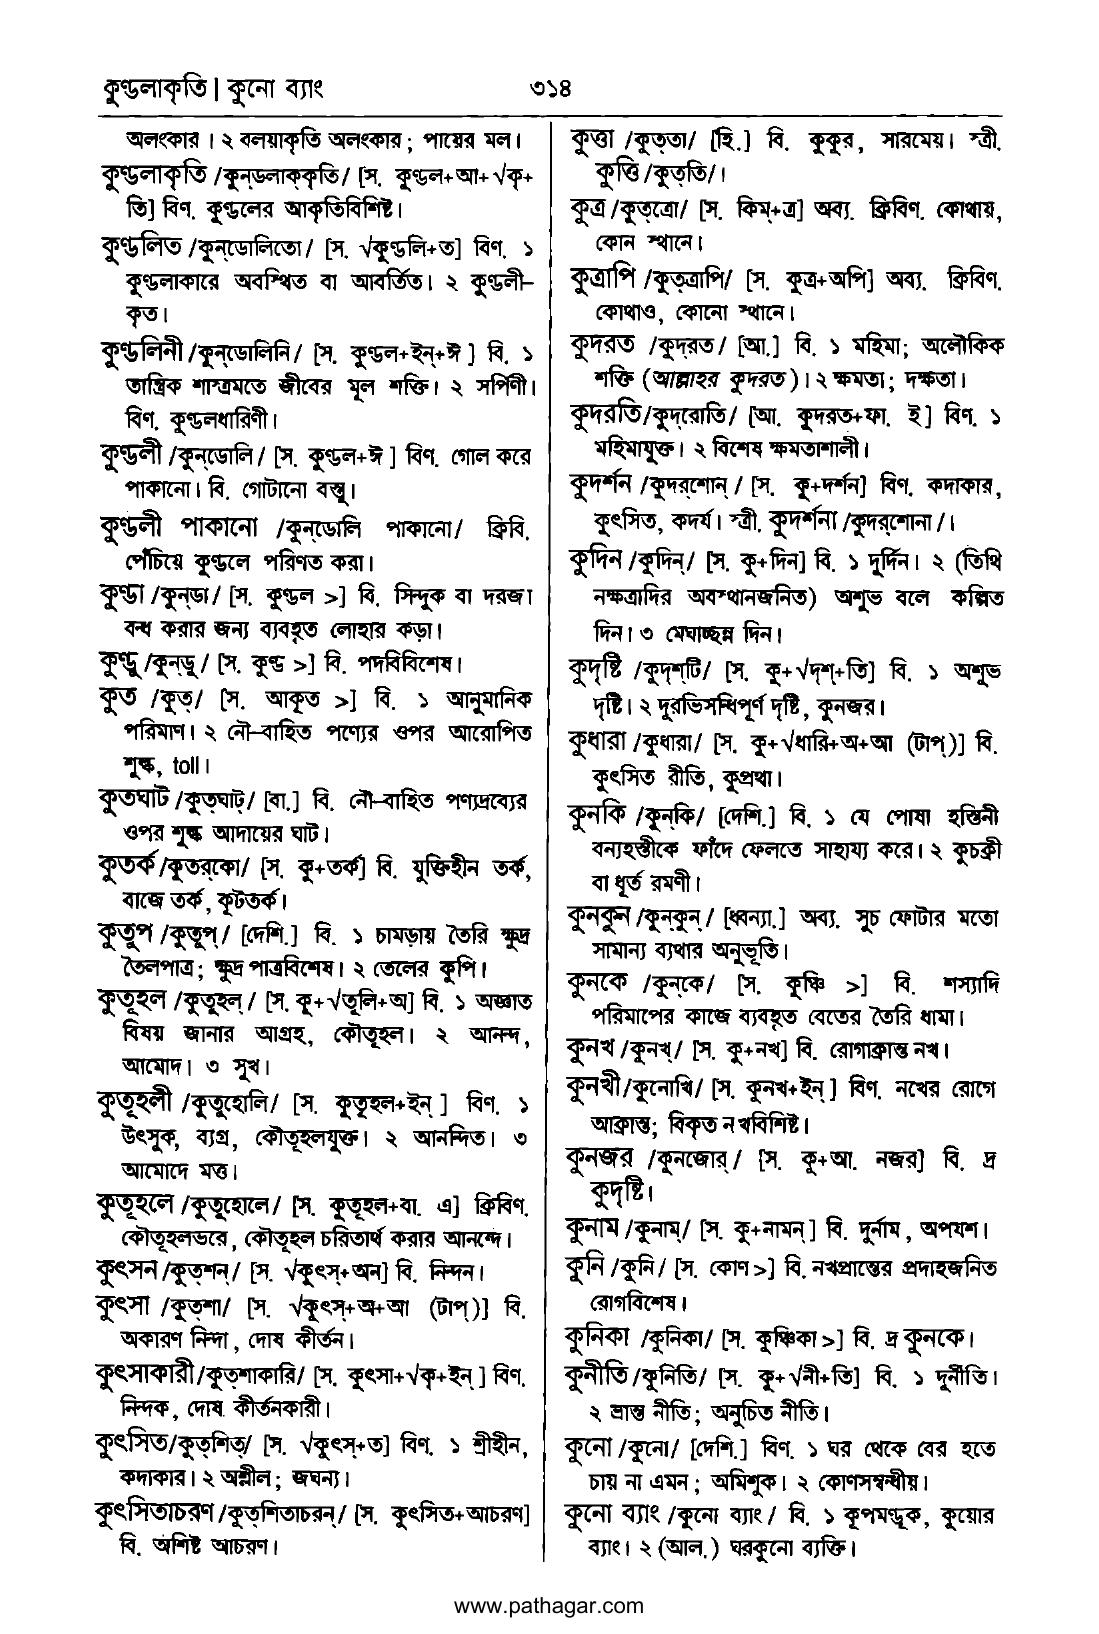 কুণ্ডলাকৃতি | কুনো ব্যাং
৩১৪
অলংকার। ২ বলয়াকৃতি অলংকার; পায়ের মল।
কুণ্ডলাকৃতি /কুন্‌ডলাক্‌কৃতি/ [স. কুণ্ডল+আ+√কৃ+
তি] বিণ. কুণ্ডলের আকৃতিবিশিষ্ট।
কুণ্ডলিত /কুন্‌ডোলিতো/ [স. √কুণ্ডলি+ত] বিণ. ১
কুণ্ডলাকারে অবস্থিত বা আবর্তিত। ২ কুণ্ডলী–
কৃত।
কুণ্ডলিনী /কুন্‌ডোলিনি/ [স. কুণ্ডল+ইন্‌+ঈ ] বি. ১
তান্ত্রিক শাস্ত্রমতে জীবের মূল শক্তি। ২ সর্পিণী।
বিণ. কুণ্ডলধারিণী।
কুণ্ডলী /কুন্‌ডোলি/ [স. কুণ্ডল+ঈ ] বিণ. গোল করে
পাকানো। বি. গোটানো বস্তু।
কুণ্ডলী পাকানো /কুন্‌ডোলি পাকানো/ ক্রিবি.
পেঁচিয়ে কুণ্ডলে পরিণত করা।
কুণ্ডা /কুন্‌ডা/ [স. কুণ্ডল >] বি. সিন্দুক বা দরজা
বন্ধ করার জন্য ব্যবহৃত লোহার কড়া।
কুণ্ডু /কুন্‌ডু/ [স. কুণ্ড >] বি. পদবিবিশেষ।
কুত /কুত্‌/ [স. আকূত >] বি. ১ আনুমানিক
পরিমাণ। ২ নৌ–বাহিত পণ্যের ওপর আরোপিত
শুল্ক, toll।
কুতঘাট /কুত্‌ঘাট্‌/ [বা.] বি. নৌ–বাহিত পণ্যদ্রব্যের
ওপর শুল্ক আদায়ের ঘাট।
কুতর্ক /কুতর্‌কো/ [স. কু+তর্ক] বি. যুক্তিহীন তর্ক,
বাজে তর্ক, কূটতর্ক।
কুতুপ /কুতুপ্‌/ [দেশি.] বি. ১ চামড়ায় তৈরি ক্ষুদ্র
তৈলপাত্র; ক্ষুদ্র পাত্রবিশেষ। ২ তেলের কুপি।
কুতূহল /কুতুহল্‌/ [স. কু+√তূলি+অ] বি. ১ অজ্ঞাত
বিষয় জানার আগ্রহ, কৌতূহল। ২ আনন্দ,
আমোদ। ৩ সুখ।
কুতূহলী /কুতুহোলি/ [স. কুতূহল+ইন্‌ ] বিণ. ১
উৎসুক, ব্যগ্র, কৌতূহলযুক্ত। ২ আনন্দিত। ৩
আমোদে মত্ত।
কুতূহলে /কুতুহোলে/ [স. কুতূহল+বা. এ] ক্রিবিণ.
কৌতূহলভরে, কৌতূহল চরিতার্থ করার আনন্দে।
কুৎসন /কুত্‌শন্‌/ [স. √কুৎস্‌+অন] বি. নিন্দন।
কুৎসা /কুত্‌শা/ [স. √কুৎস্‌+অ+আ (টাপ্‌)] বি.
অকারণ নিন্দা, দোষ কীর্তন।
কুৎসাকারী /কুত্‌শাকারি/ [স. কুৎসা+√কৃ+ইন্‌ ] বিণ.
নিন্দক, দোষ কীর্তনকারী।
কুৎসিত /কুত্‌শিত্‌/ [স. √কুৎস্‌+ত] বিণ. ১ শ্রীহীন,
কদাকার। ২ অশ্লীল; জঘন্য।
কুৎসিতাচরণ /কুত্‌শিতাচরন্‌/ [স. কুৎসিত+আচরণ]
বি. অশিষ্ট আচরণ।
কুত্তা /কুত্‌তা/ [হি.] বি. কুকুর, সারমেয়। স্ত্রী.
কুত্তি /কুত্‌তি/।
কুত্র /কুত্‌ত্রো/ [স. কিম্‌+ত্র] অব্য. ক্রিবিণ. কোথায়,
কোন স্থানে।
কুত্রাপি /কুত্‌ত্রাপি/ [স. কুত্র+অপি] অব্য. ক্রিবিণ.
কোথাও, কোনো স্থানে।
কুদরত /কুদ্‌রত/ [আ.] বি. ১ মহিমা; অলৌকিক
শক্তি (আল্লাহর কুদরত)। ২ ক্ষমতা; দক্ষতা।
কুদরতি /কুদ্‌রোতি/ [আ. কুদরত+ফা. ই] বিণ. ১
মহিমাযুক্ত। ২ বিশেষ ক্ষমতাশালী।
কুদর্শন /কুদর্‌শোন্‌/ [স. কু+দর্শন] বিণ. কদাকার,
কুৎসিত, কদর্য। স্ত্রী. কুদর্শনা /কুদর্‌শোনা/।
কুদিন /কুদিন্‌/ [স. কু+দিন] বি. ১ দুর্দিন। ২ (তিথি
নক্ষত্রাদির অবস্থানজনিত) অশুভ বলে কল্পিত
দিন। ৩ মেঘাচ্ছন্ন দিন।
কুদৃষ্টি /কুদৃশ্‌টি/ [স. কু+√দৃশ্‌+তি] বি. ১ অশুভ
দৃষ্টি। ২ দুরভিসন্ধিপূর্ণ দৃষ্টি, কুনজর।
কুধারা /কুধারা/ [স. কু+√ধারি+অ+আ (টাপ্‌)] বি.
কুৎসিত রীতি, কুপ্রথা।
কুনকি /কুন্‌কি/ [দেশি.] বি. ১ যে পোষা হস্তিনী
বন্যহস্তীকে ফাঁদে ফেলতে সাহায্য করে। ২ কুচক্রী
বা ধূর্ত রমণী।
কুনকুন /কুন্‌কুন্‌/ [ধ্বন্যা.] অব্য. সুচ ফোটার মতো
সামান্য ব্যথার অনুভূতি।
কুনকে /কুন্‌কে/ [স. কুঞ্চি >] বি. শস্যাদি
পরিমাপের কাজে ব্যবহৃত বেতের তৈরি ধামা।
কুনখ /কুনখ্‌/ [স. কু+নখ] বি. রোগাক্রান্ত নখ।
কুনখী /কুনোখি/ [স. কুনখ+ইন্‌ ] বিণ. নখের রোগে
আক্রান্ত; বিকৃত নখবিশিষ্ট।
কুনজর /কুনজোর্‌/ [স. কু+আ. নজর] বি. দ্র
কুদৃষ্টি।
কুনাম /কুনাম্‌/ [স. কু+নামন্‌ ] বি. দুর্নাম, অপযশ।
কুনি /কুনি/ [স. কোণ >] বি. নখপ্রান্তের প্রদাহজনিত
রোগবিশেষ।
কুনিকা /কুনিকা/ [স. কুঞ্চিকা >] বি. দ্র কুনকে।
কুনীতি /কুনিতি/ [স. কু+√নী+তি] বি. ১ দুর্নীতি।
২ ভ্রান্ত নীতি; অনুচিত নীতি।
কুনো /কুনো/ [দেশি.] বিণ. ১ ঘর থেকে বের হতে
চায় না এমন; অমিশুক। ২ কোণসম্বন্ধীয়।
কুনো ব্যাং /কুনো ব্যাং/ বি. ১ কূপমণ্ডূক, কুয়োর
ব্যাং। ২ (আল.) ঘরকুনো ব্যক্তি।
www.pathagar.com